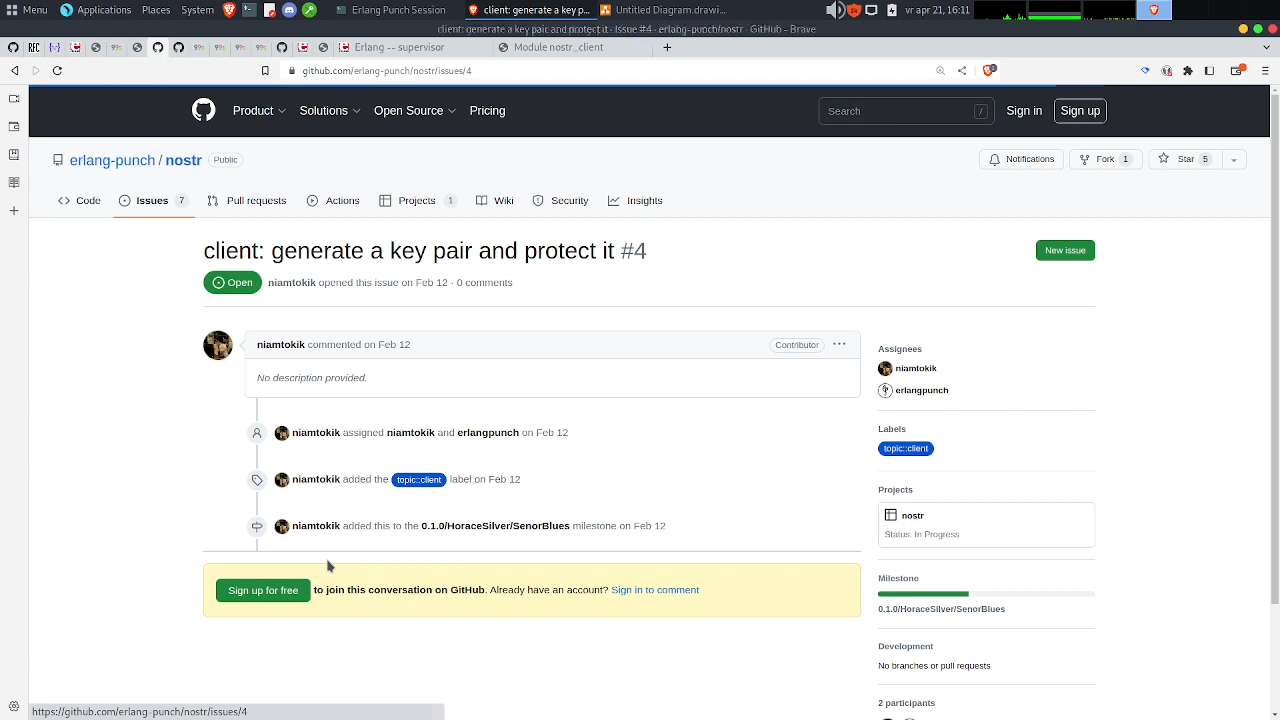 Menu Applications Places System Erlang Punch Session client: generate a key p... Untitled Diagram.drawi... vr apr 21, 16:11
client: generate a key pair and protect it · Issue #4 · erlang-punch/nostr · GitHub - Brave
Erlang -- supervisor Module nostr_client
github.com/erlang-punch/nostr/issues/4
Product Solutions Open Source Pricing Search / Sign in Sign up
erlang-punch / nostr Public Notifications Fork 1 Star 5
Code Issues 7 Pull requests Actions Projects 1 Wiki Security Insights
client: generate a key pair and protect it #4 New issue
Open niamtokik opened this issue on Feb 12 · 0 comments
niamtokik commented on Feb 12 Contributor ···
No description provided.
niamtokik assigned niamtokik and erlangpunch on Feb 12
niamtokik added the topic::client label on Feb 12
niamtokik added this to the 0.1.0/HoraceSilver/SenorBlues milestone on Feb 12
Sign up for free to join this conversation on GitHub. Already have an account? Sign in to comment
Assignees
niamtokik
erlangpunch
Labels
topic::client
Projects
nostr
Status: In Progress
Milestone
0.1.0/HoraceSilver/SenorBlues
Development
No branches or pull requests
2 participants
https://github.com/erlang-punch/nostr/issues/4